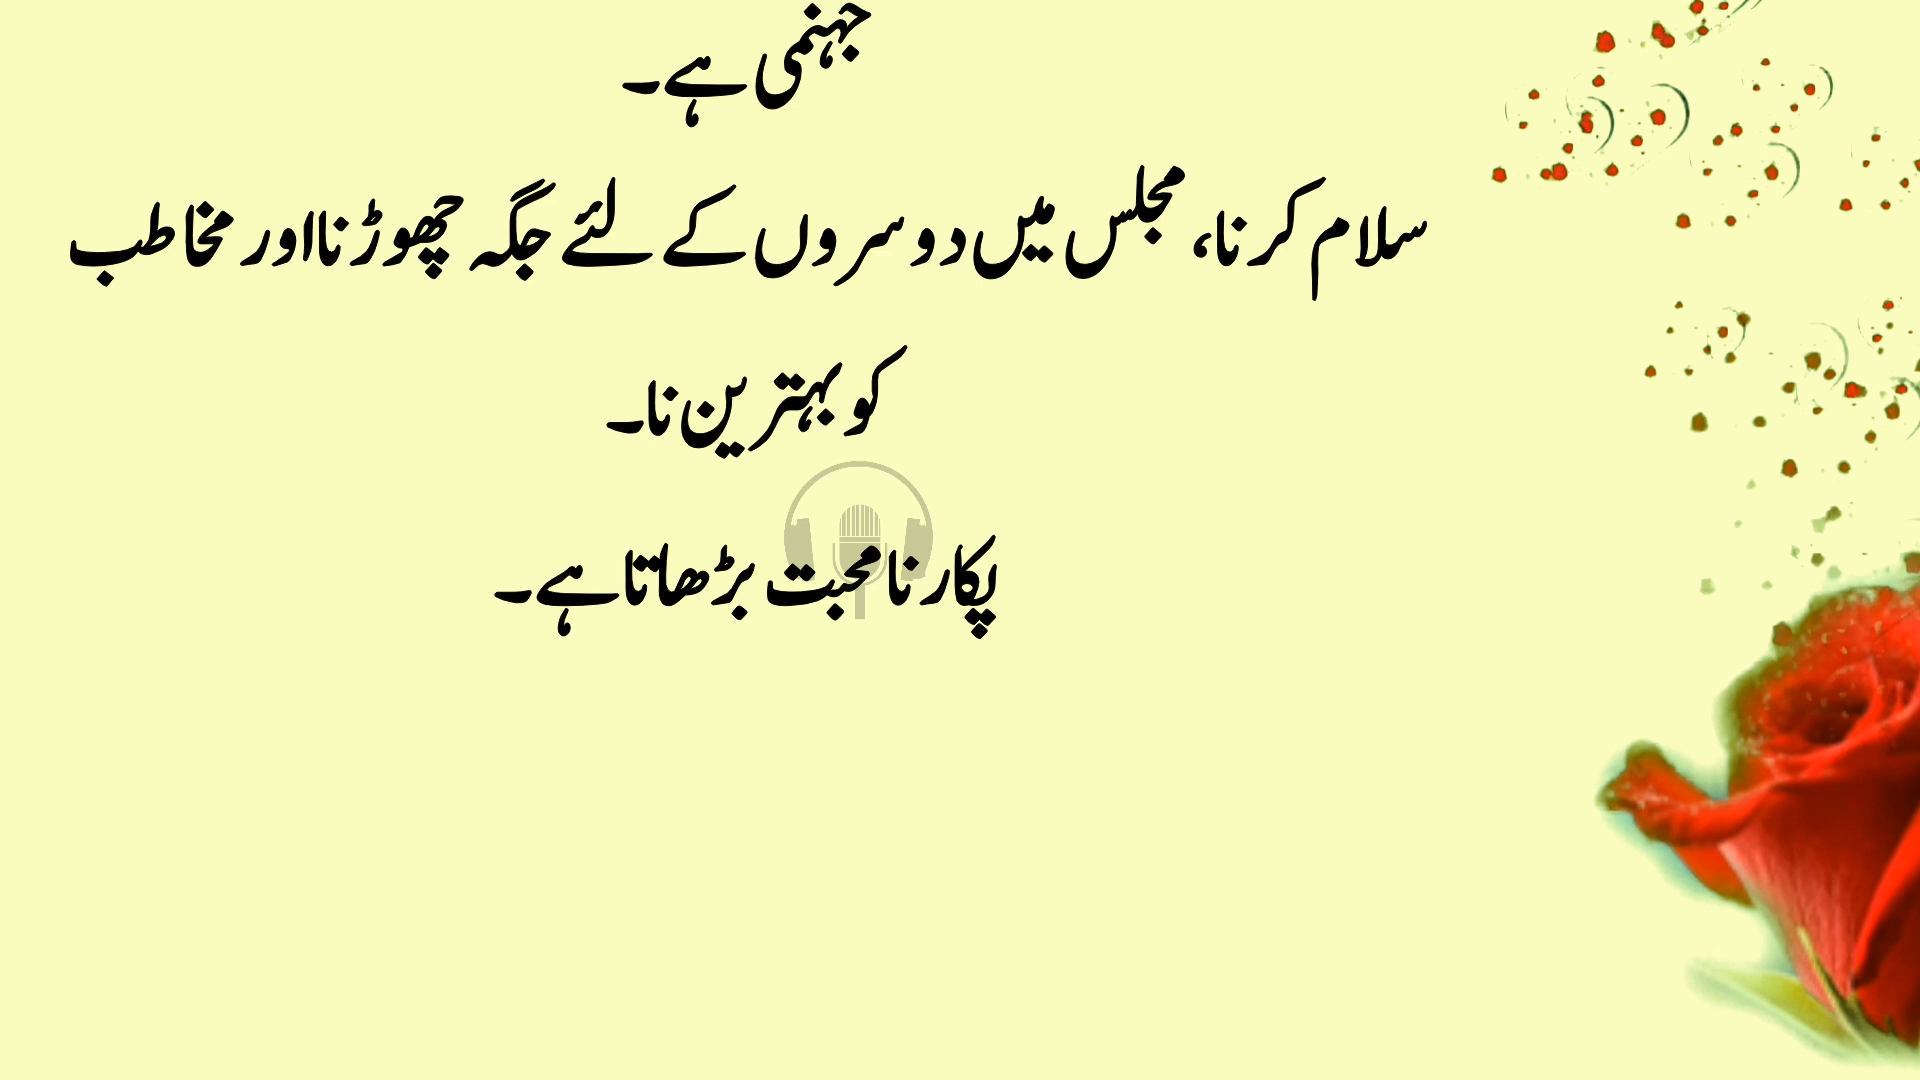 جہنمی ہے۔
سلام کرنا، مجلس میں دوسروں کے لئے جگہ چھوڑنا اور مخاطب
کو بہترین نا۔
پکارنا محبت بڑھاتا ہے۔